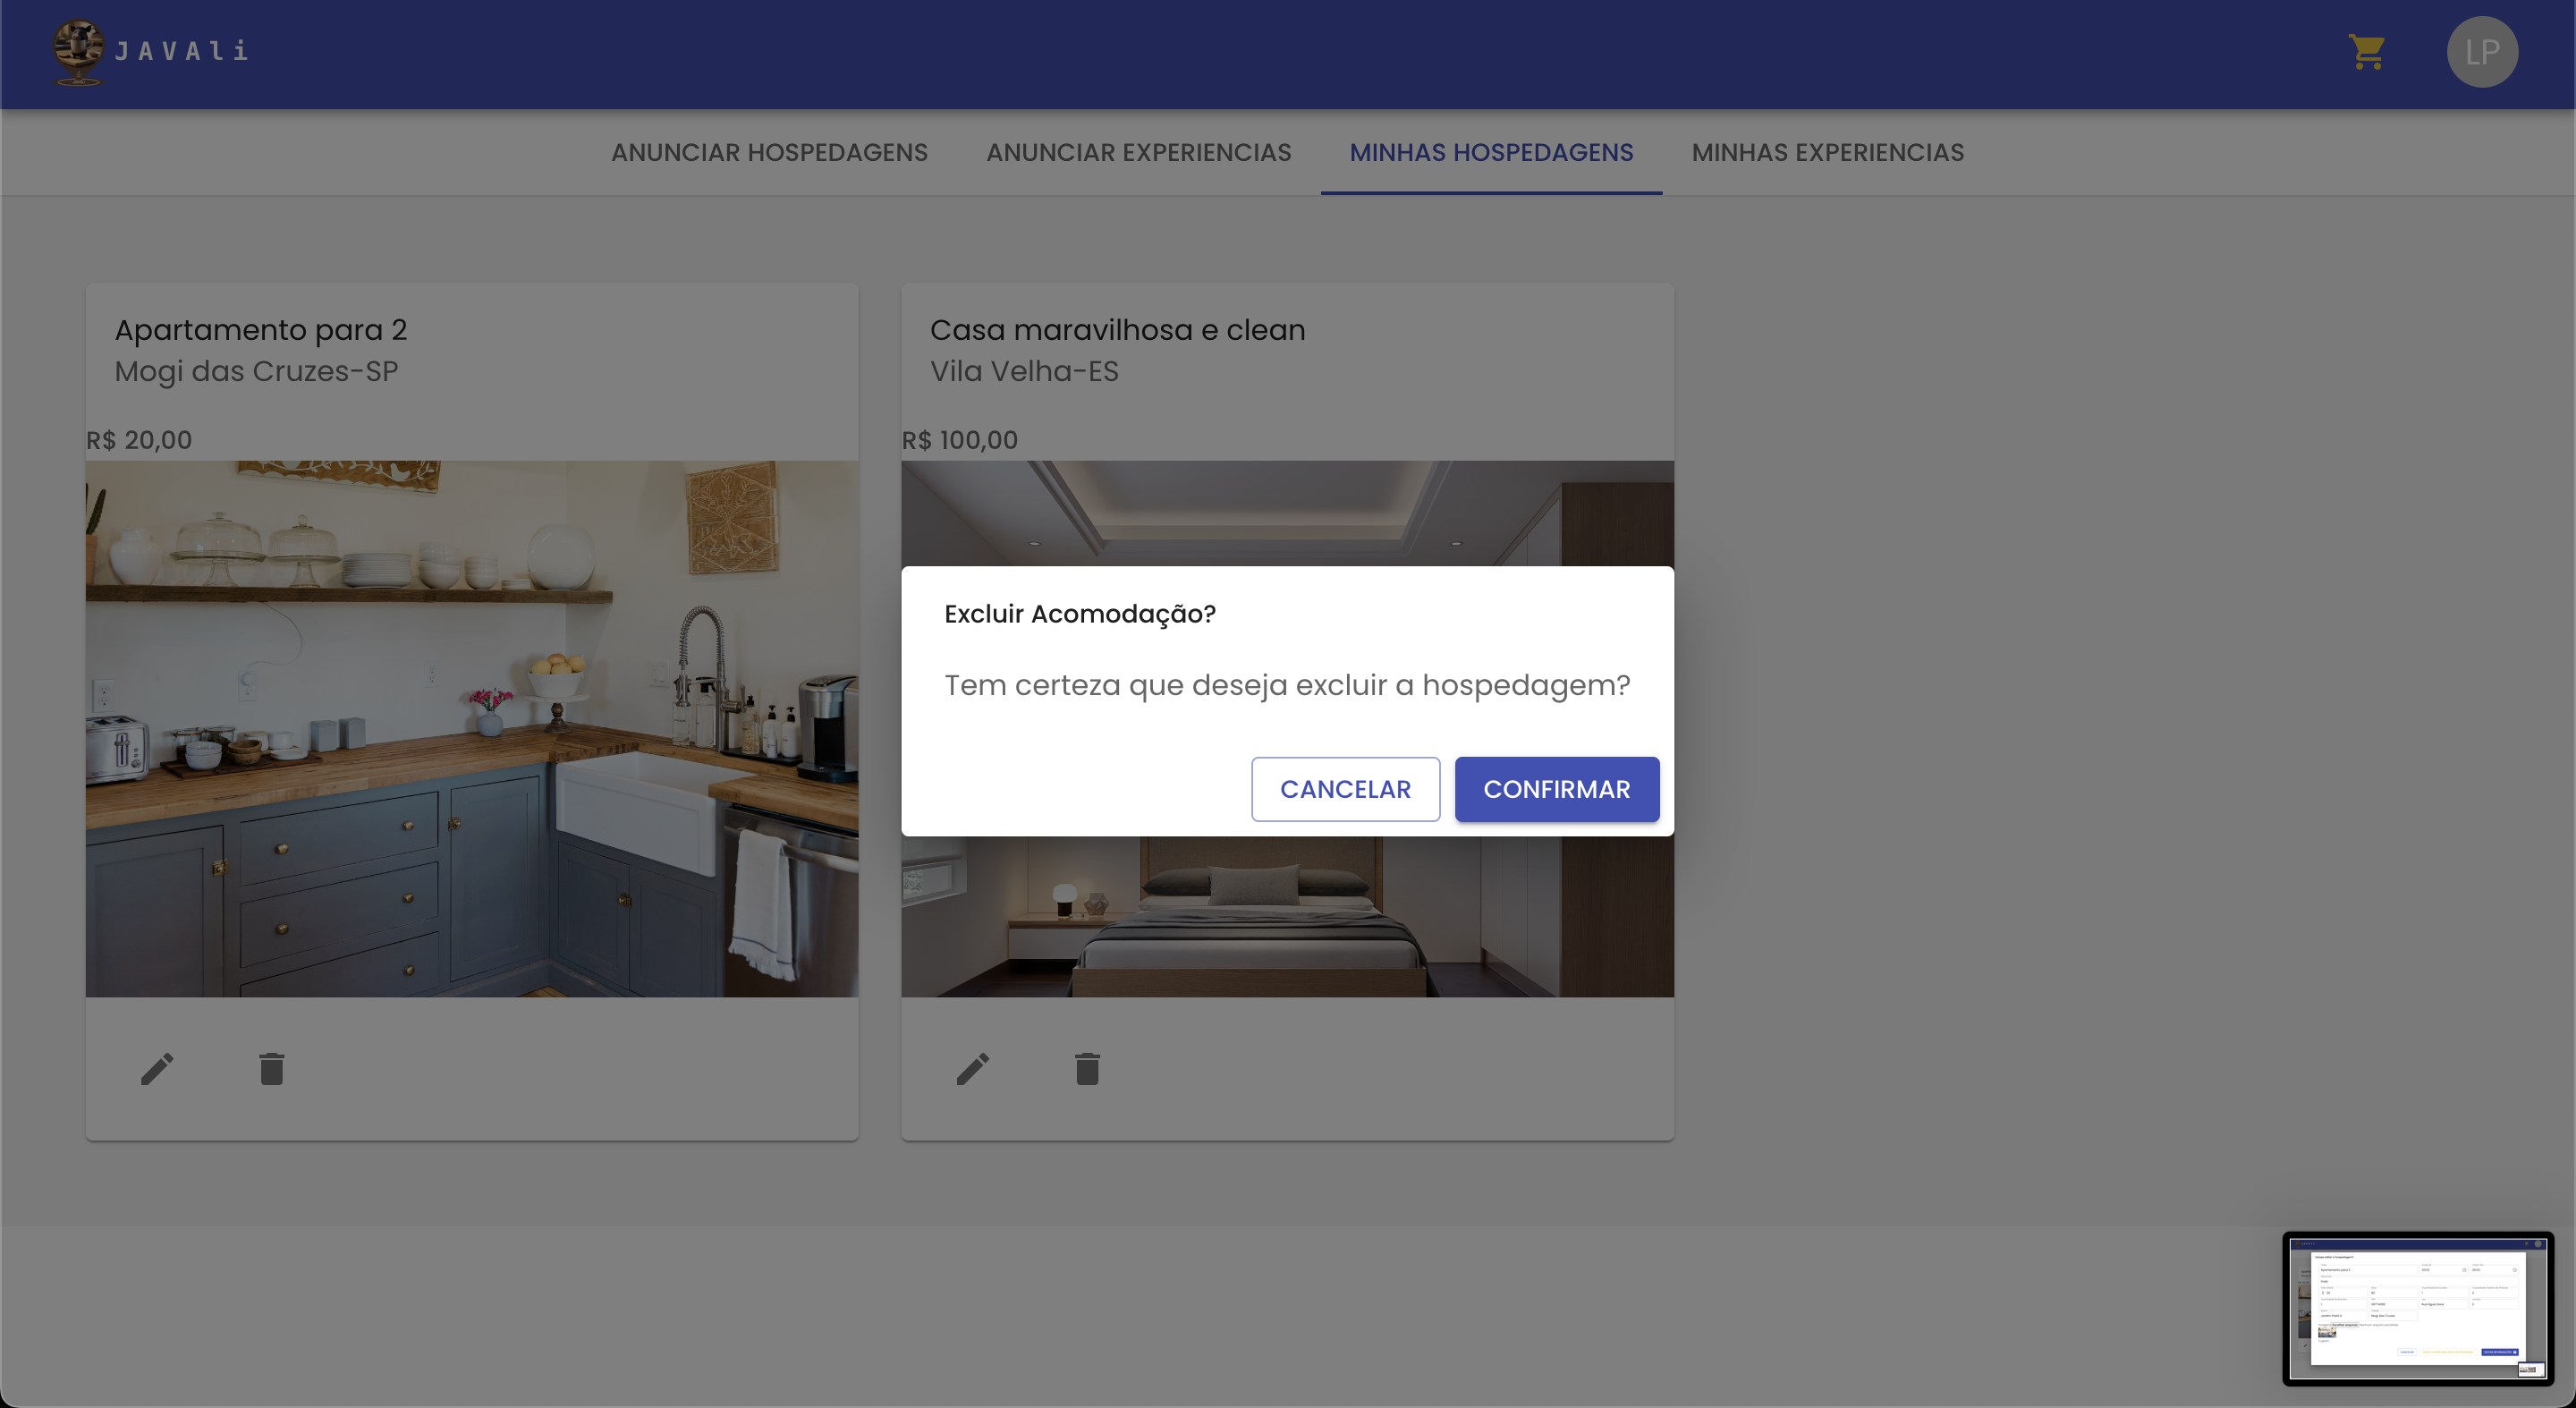 JAVAli
LP
ANUNCIAR HOSPEDAGENS
ANUNCIAR EXPERIENCIAS
MINHAS HOSPEDAGENS
MINHAS EXPERIENCIAS
Apartamento para 2
Mogi das Cruzes-SP
R$ 20,00
Casa maravilhosa e clean
Vila Velha-ES
R$ 100,00
Excluir Acomodação?
Tem certeza que deseja excluir a hospedagem?
CANCELAR
CONFIRMAR